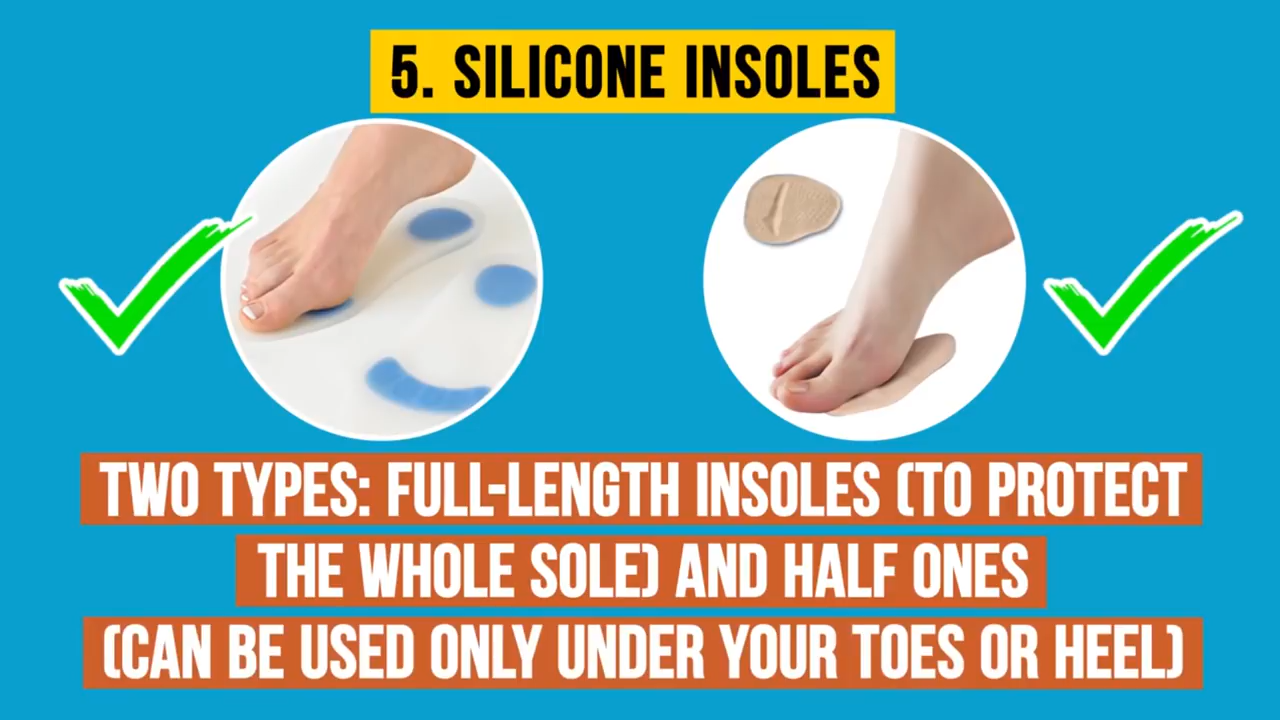 5. SILICONE INSOLES
TWO TYPES: FULL-LENGTH INSOLES (TO PROTECT
THE WHOLE SOLE) AND HALF ONES
(CAN BE USED ONLY UNDER YOUR TOES OR HEEL)